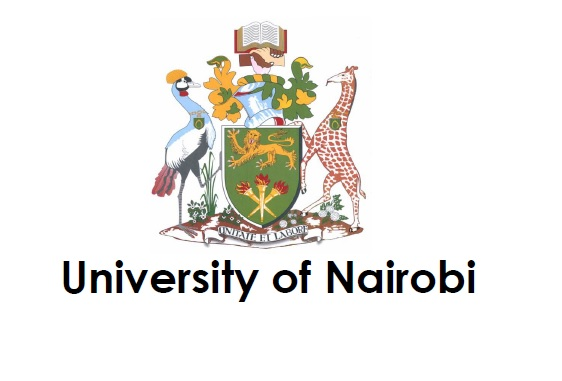 UNITATE ET LABORE
University of Nairobi